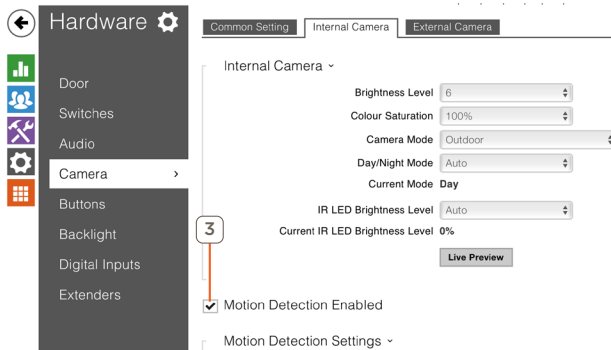 Hardware
Common Setting
Internal Camera
External Camera
Internal Camera
Door
Brightness Level 6
Switches
Colour Saturation 100%
Audio
Camera Mode Outdoor
Day/Night Mode Auto
Camera
Current Mode Day
Buttons
IR LED Brightness Level Auto
3
Current IR LED Brightness Level 0%
Backlight
Live Preview
Digital Inputs
Extenders
Motion Detection Enabled
Motion Detection Settings